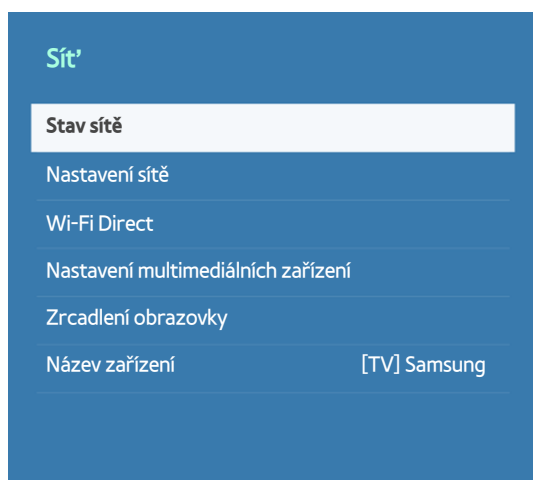 Síť
Stav sítě
Nastavení sítě
Wi-Fi Direct
Nastavení multimediálních zařízení
Zrcadlení obrazovky
Název zařízení [TV] Samsung